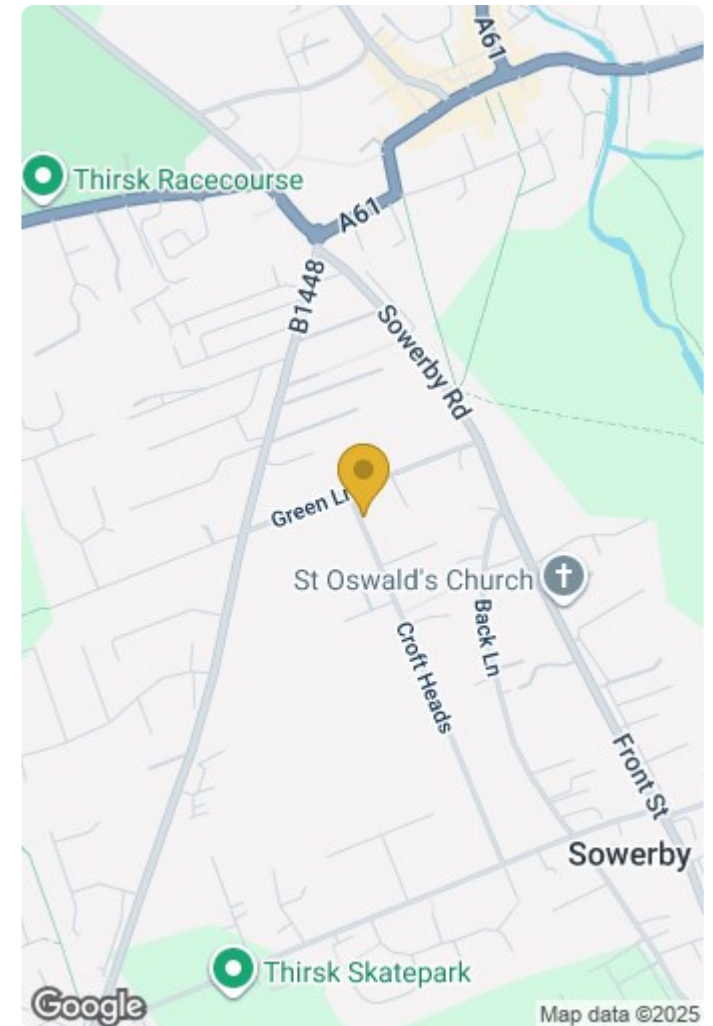 A61
Thirsk Racecourse
A61
B1448
Sowerby Rd
Green Ln
St Oswald's Church
Back Ln
Croft Heads
Front St
Sowerby
Thirsk Skatepark
Google
Map data ©2025